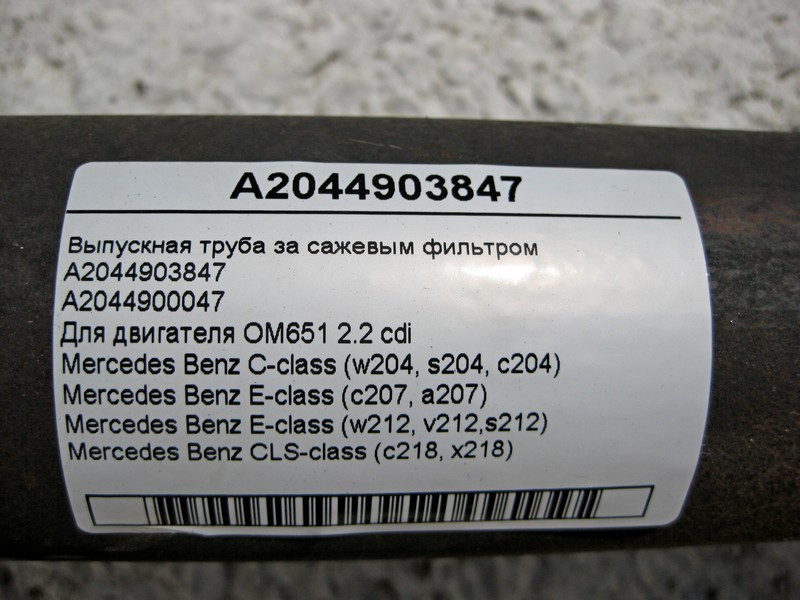 A2044903847
Выпускная труба за сажевым фильтром
A2044903847
A2044900047
Для двигателя OM651 2.2 cdi
Mercedes Benz C-class (w204, s204, c204)
Mercedes Benz E-class (c207, a207)
Mercedes Benz E-class (w212, v212,s212)
Mercedes Benz CLS-class (c218, x218)